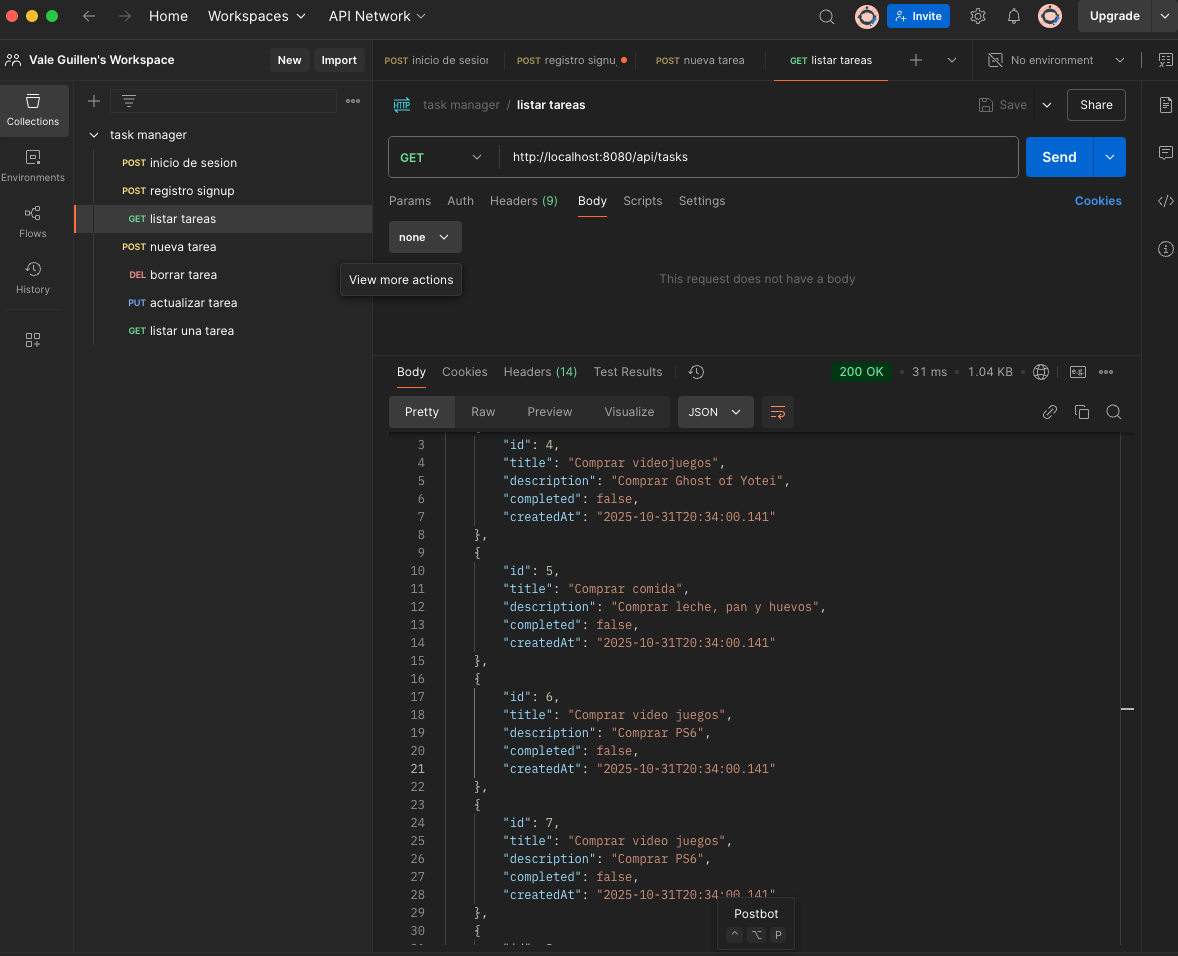 Home Workspaces API Network Invite Upgrade
Vale Guillen's Workspace New Import POST inicio de sesion POST registro signu POST nueva tarea GET listar tareas No environment
Collections
Environments
Flows
History
task manager
POST inicio de sesion
POST registro signup
GET listar tareas
POST nueva tarea
DEL borrar tarea
PUT actualizar tarea
GET listar una tarea
View more actions
HTTP task manager / listar tareas Save Share
GET http://localhost:8080/api/tasks Send
Params Auth Headers (9) Body Scripts Settings Cookies
none
This request does not have a body
Body Cookies Headers (14) Test Results 200 OK • 31 ms • 1.04 KB • e.g.
Pretty Raw Preview Visualize JSON
3 "id": 4,
4 "title": "Comprar videojuegos",
5 "description": "Comprar Ghost of Yotei",
6 "completed": false,
7 "createdAt": "2025-10-31T20:34:00.141"
8 },
9 {
10 "id": 5,
11 "title": "Comprar comida",
12 "description": "Comprar leche, pan y huevos",
13 "completed": false,
14 "createdAt": "2025-10-31T20:34:00.141"
15 },
16 {
17 "id": 6,
18 "title": "Comprar video juegos",
19 "description": "Comprar PS6",
20 "completed": false,
21 "createdAt": "2025-10-31T20:34:00.141"
22 },
23 {
24 "id": 7,
25 "title": "Comprar video juegos",
26 "description": "Comprar PS6",
27 "completed": false,
28 "createdAt": "2025-10-31T20:34:00.141"
29 },
30 {
Postbot
^ ⌥ P